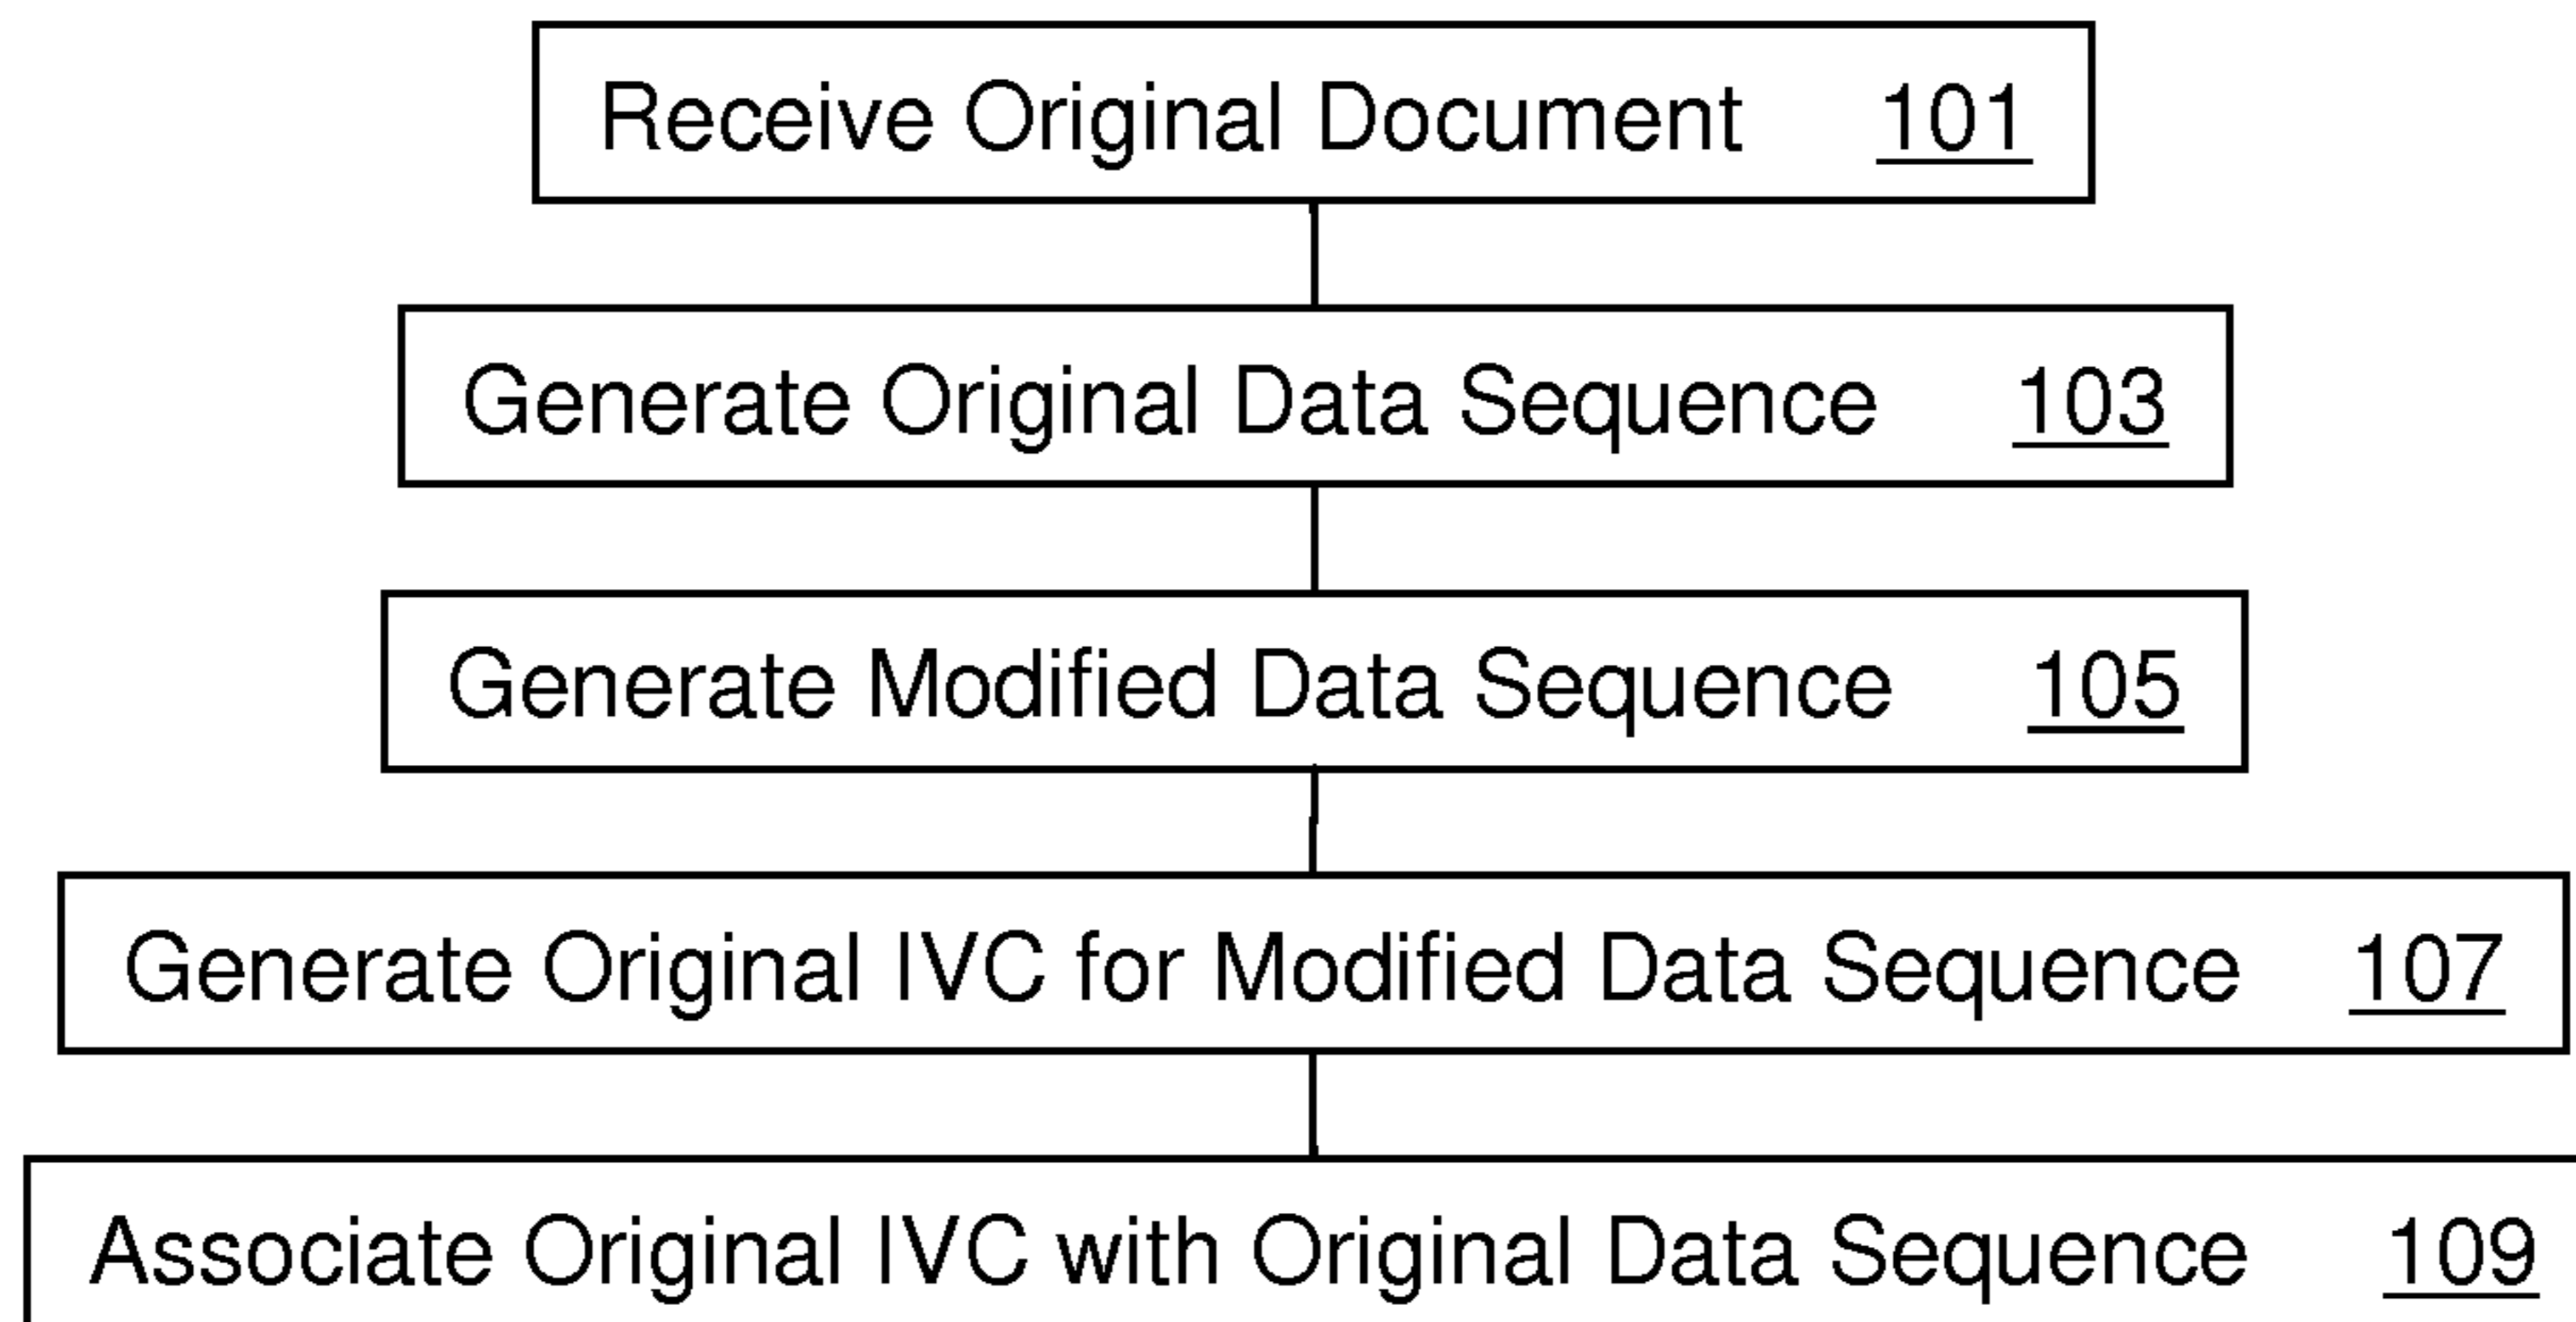 Receive Original Document 101
Generate Original Data Sequence 103
Generate Modified Data Sequence 105
Generate Original IVC for Modified Data Sequence 107
Associate Original IVC with Original Data Sequence 109